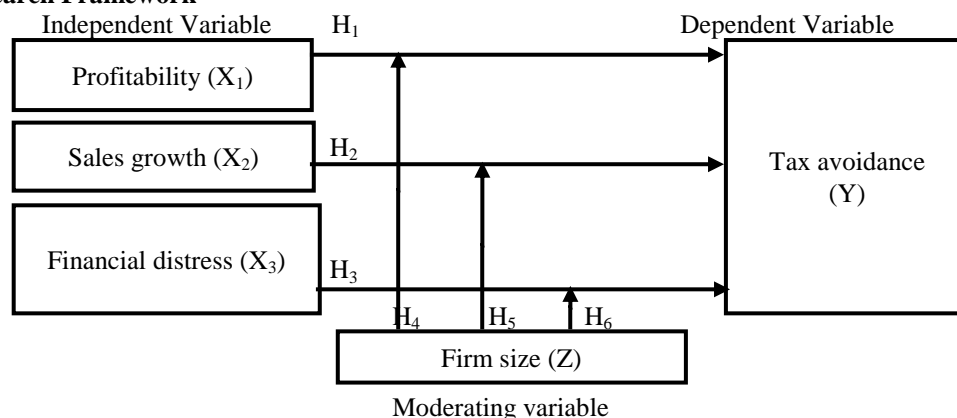 Framework
Independent Variable H₁ Dependent Variable
Profitability (X₁)
Sales growth (X₂) H₂ Tax avoidance
(Y)
Financial distress (X₃) H₃
H₄ H₅ H₆
Firm size (Z)
Moderating variable